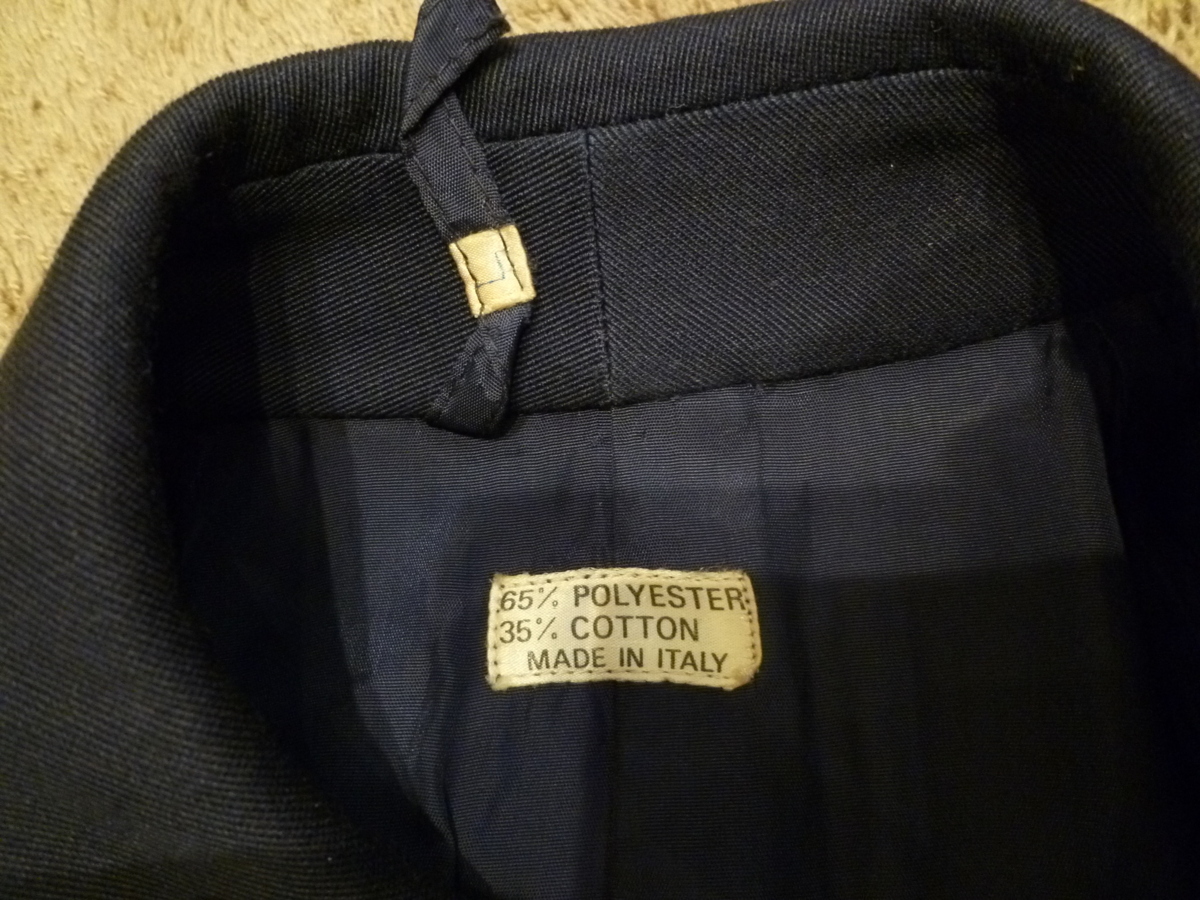 L
65% POLYESTER
35% COTTON
MADE IN ITALY